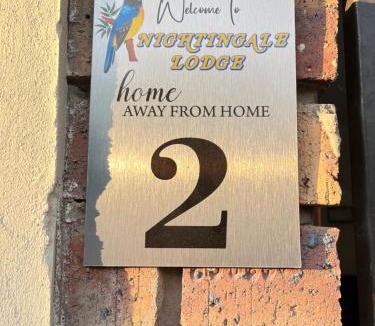 Welcome To
NIGHTINGALE
LODGE
home
AWAY FROM HOME
2